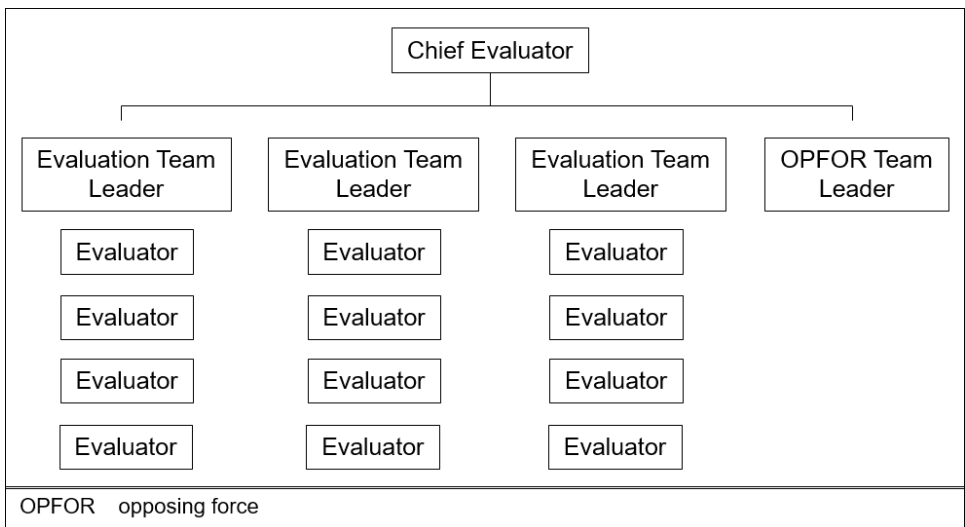 Chief Evaluator
Evaluation Team
Leader
Evaluation Team
Leader
Evaluation Team
Leader
OPFOR Team
Leader
Evaluator
Evaluator
Evaluator
Evaluator
Evaluator
Evaluator
Evaluator
Evaluator
Evaluator
Evaluator
Evaluator
Evaluator
OPFOR opposing force